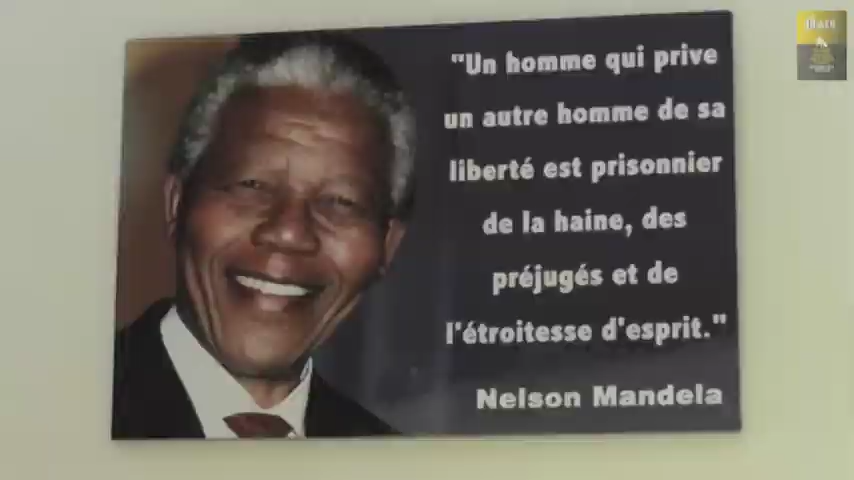 "Un homme qui prive
un autre homme de sa
liberté est prisonnier
de la haine, des
préjugés et de
l'étroitesse d'esprit."
Nelson Mandela